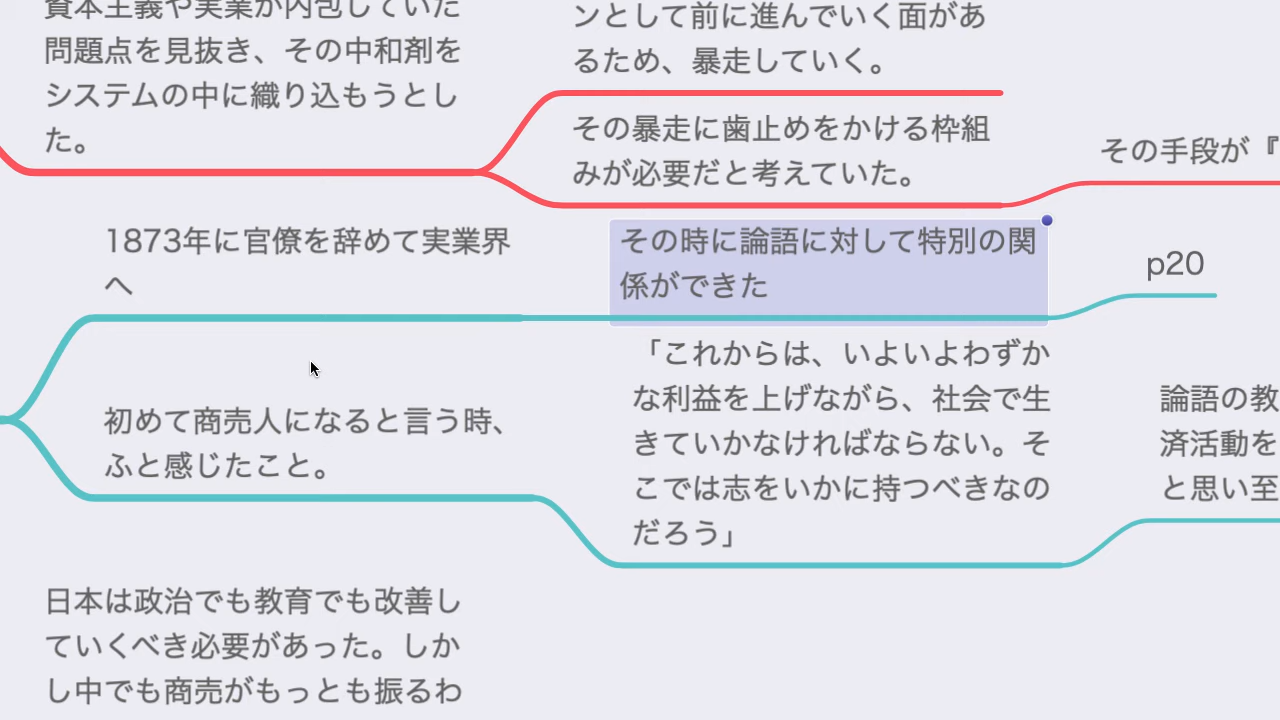 資本主義や実業が内包していた
問題点を見抜き、その中和剤を
システムの中に織り込もうとし
た。
ンとして前に進んでいく面があ
るため、暴走していく。
その暴走に歯止めをかける枠組
みが必要だと考えていた。
その手段が『
1873年に官僚を辞めて実業界
へ
その時に論語に対して特別の関
係ができた
p20
初めて商売人になると言う時、
ふと感じたこと。
「これからは、いよいよわずか
な利益を上げながら、社会で生
きていかなければならない。そ
こでは志をいかに持つべきなの
だろう」
論語の教
済活動を
と思い至
日本は政治でも教育でも改善し
ていくべき必要があった。しか
し中でも商売がもっとも振るわ